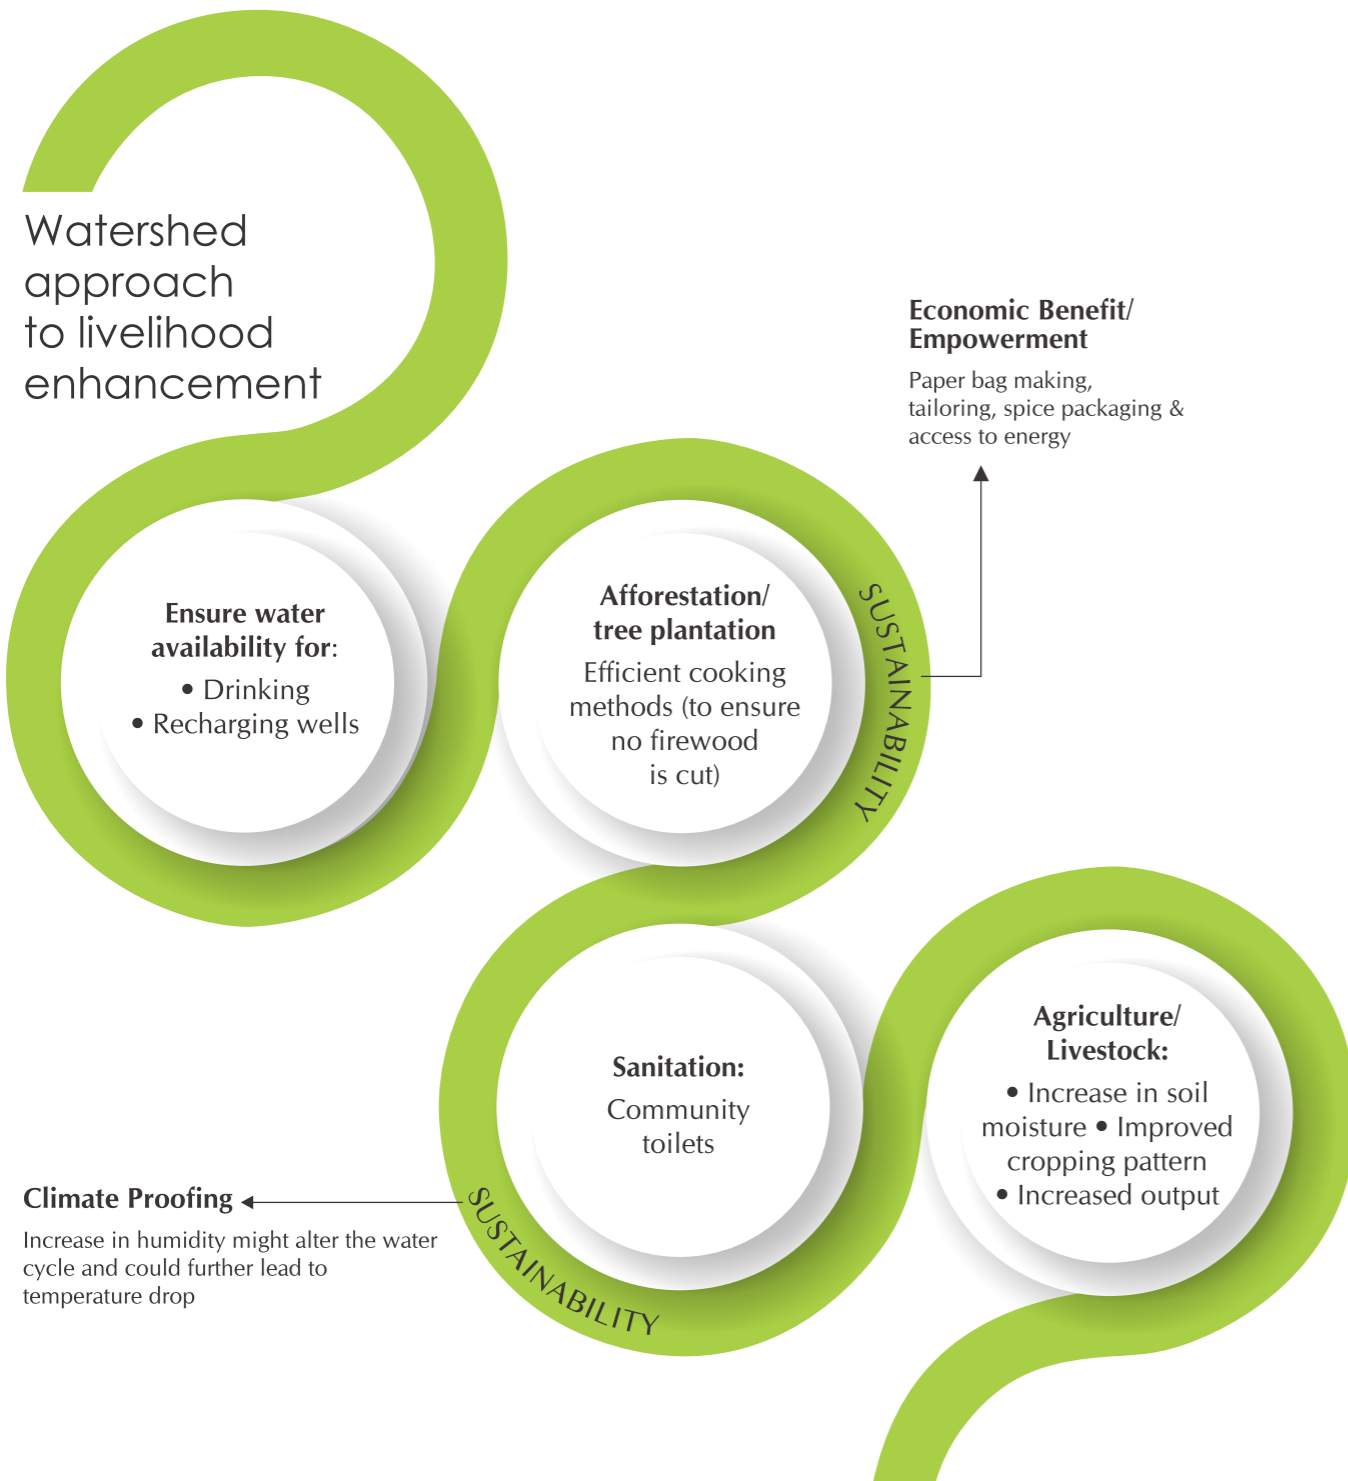 Watershed
approach
to livelihood
enhancement
Economic Benefit/
Empowerment
Paper bag making,
tailoring, spice packaging &
access to energy
Ensure water
availability for:
• Drinking
• Recharging wells
Afforestation/
tree plantation
Efficient cooking
methods (to ensure
no firewood
is cut)
SUSTAINABILITY
Sanitation:
Community
toilets
Agriculture/
Livestock:
• Increase in soil
moisture • Improved
cropping pattern
• Increased output
Climate Proofing
Increase in humidity might alter the water
cycle and could further lead to
temperature drop
SUSTAINABILITY